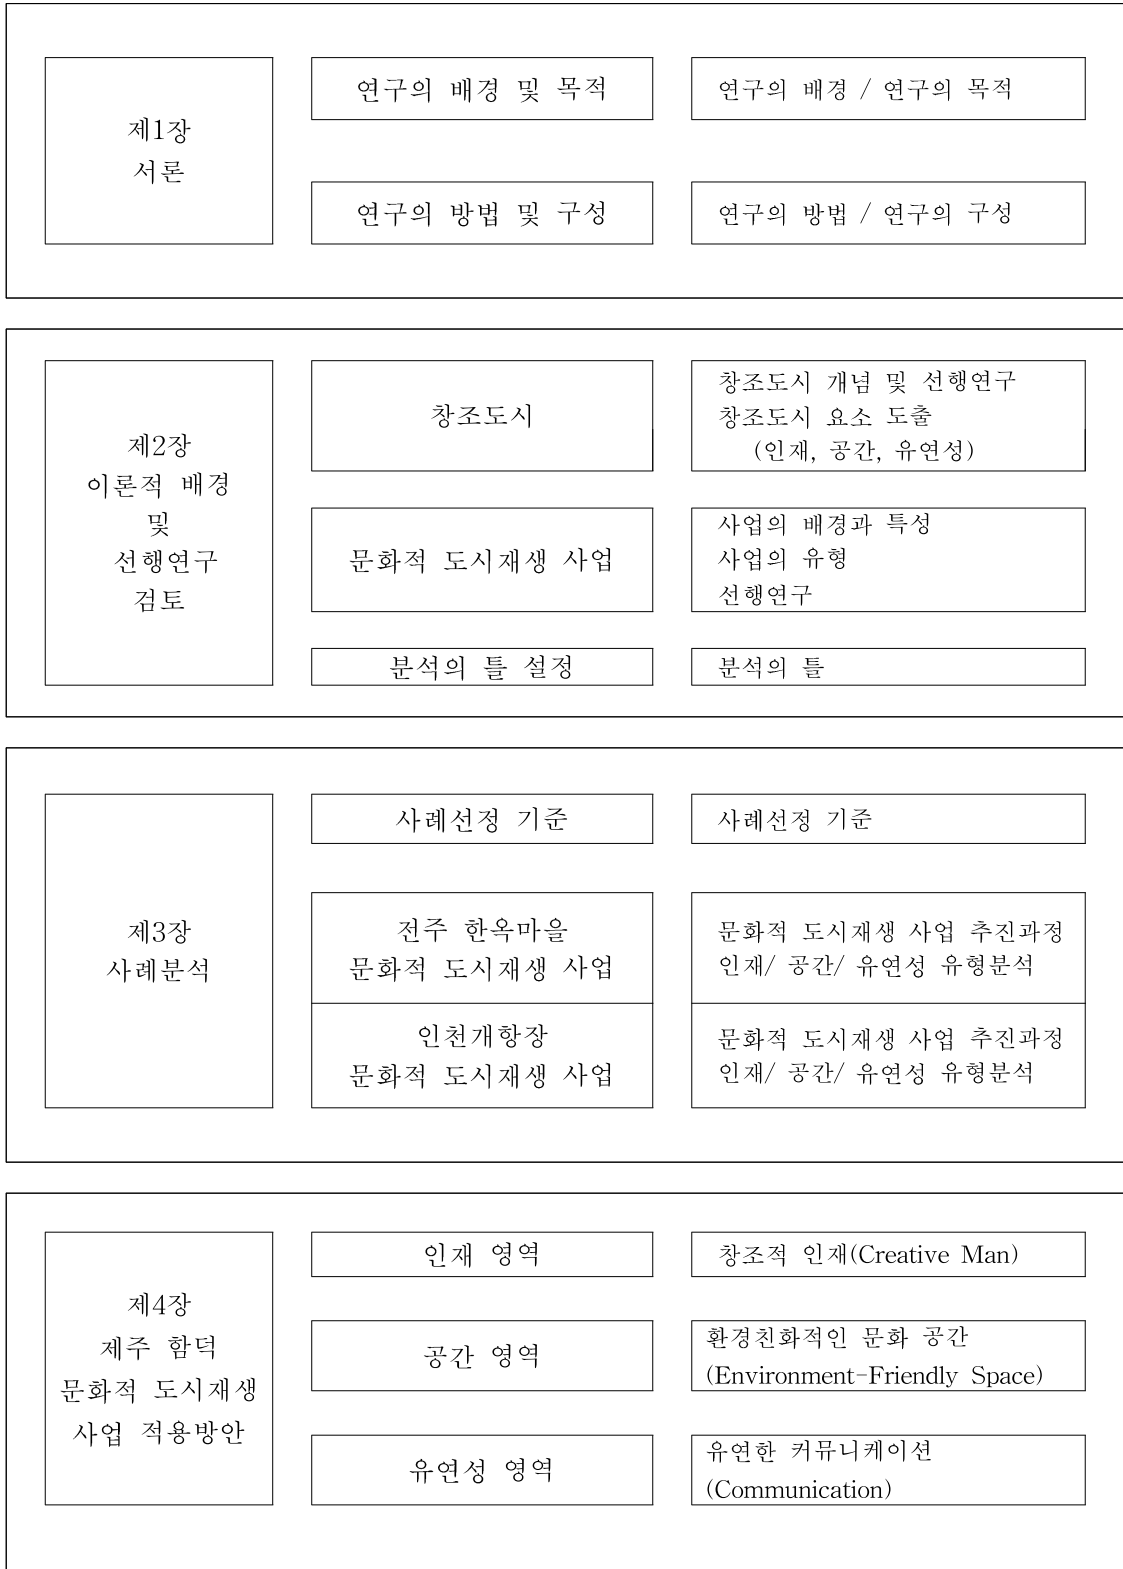 제1장
서론
연구의 배경 및 목적
연구의 배경 / 연구의 목적
연구의 방법 및 구성
연구의 방법 / 연구의 구성
제2장
이론적 배경
및
선행연구
검토
창조도시
창조도시 개념 및 선행연구
창조도시 요소 도출
(인재, 공간, 유연성)
문화적 도시재생 사업
사업의 배경과 특성
사업의 유형
선행연구
분석의 틀 설정
분석의 틀
제3장
사례분석
사례선정 기준
사례선정 기준
전주 한옥마을
문화적 도시재생 사업
문화적 도시재생 사업 추진과정
인재/ 공간/ 유연성 유형분석
인천개항장
문화적 도시재생 사업
문화적 도시재생 사업 추진과정
인재/ 공간/ 유연성 유형분석
제4장
제주 함덕
문화적 도시재생
사업 적용방안
인재 영역
창조적 인재(Creative Man)
공간 영역
환경친화적인 문화 공간
(Environment-Friendly Space)
유연성 영역
유연한 커뮤니케이션
(Communication)